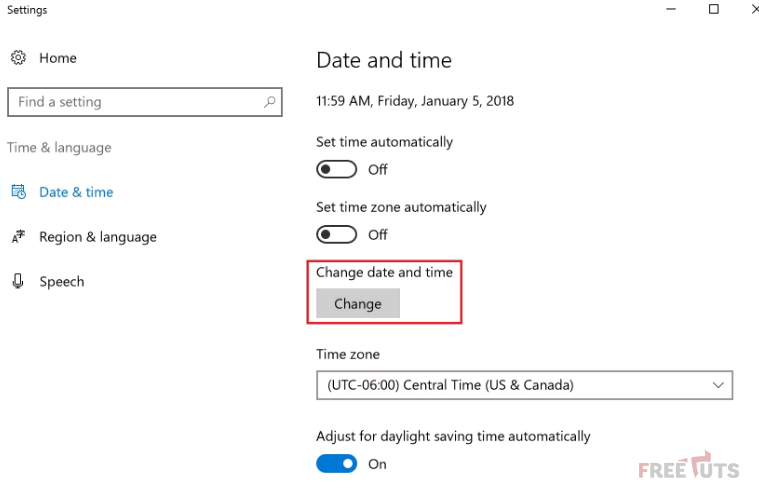 Settings
Home
Find a setting
Time & language
Date & time
Region & language
Speech
Date and time
11:59 AM, Friday, January 5, 2018
Set time automatically
Off
Set time zone automatically
Off
Change date and time
Change
Time zone
(UTC-06:00) Central Time (US & Canada)
Adjust for daylight saving time automatically
On
FREETUTS